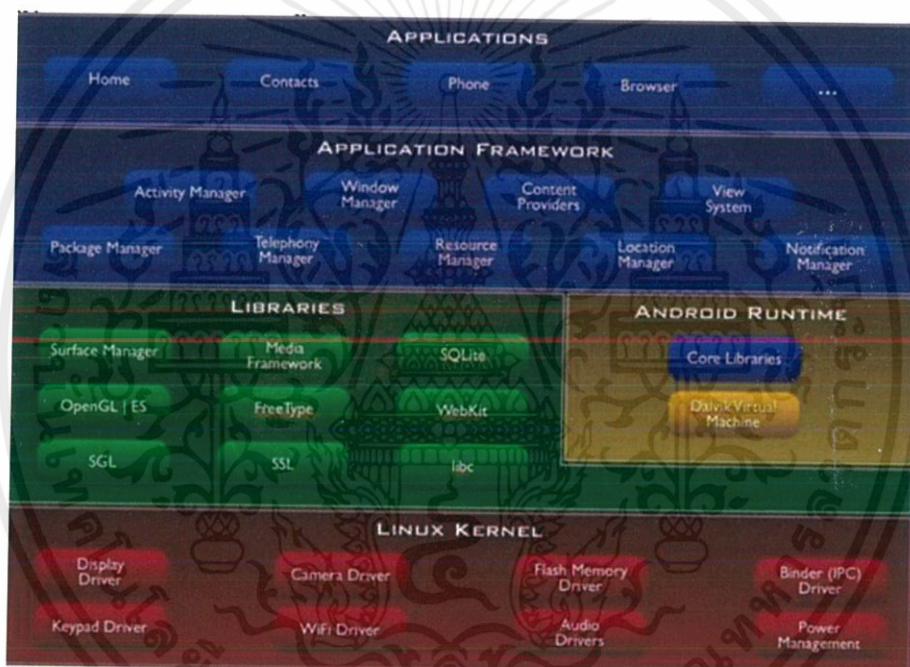 APPLICATIONS
Home
Contacts
Phone
Browser
...
APPLICATION FRAMEWORK
Activity Manager
Window
Manager
Content
Providers
View
System
Package Manager
Telephony
Manager
Resource
Manager
Location
Manager
Notification
Manager
LIBRARIES
Surface Manager
Media
Framework
SQLite
OpenGL | ES
FreeType
WebKit
SGL
SSL
libc
ANDROID RUNTIME
Core Libraries
Dalvik Virtual
Machine
LINUX KERNEL
Display
Driver
Camera Driver
Flash Memory
Driver
Binder (IPC)
Driver
Keypad Driver
WiFi Driver
Audio
Drivers
Power
Management